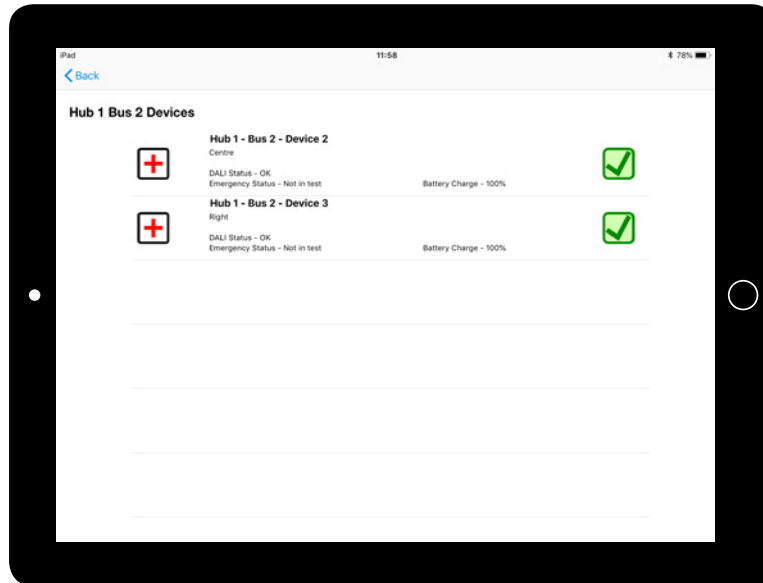 iPad
11:58
78%
Back
Hub 1 Bus 2 Devices
Hub 1 - Bus 2 - Device 2
Centre
DALI Status - OK
Emergency Status - Not in test
Battery Charge - 100%
Hub 1 - Bus 2 - Device 3
Right
DALI Status - OK
Emergency Status - Not in test
Battery Charge - 100%